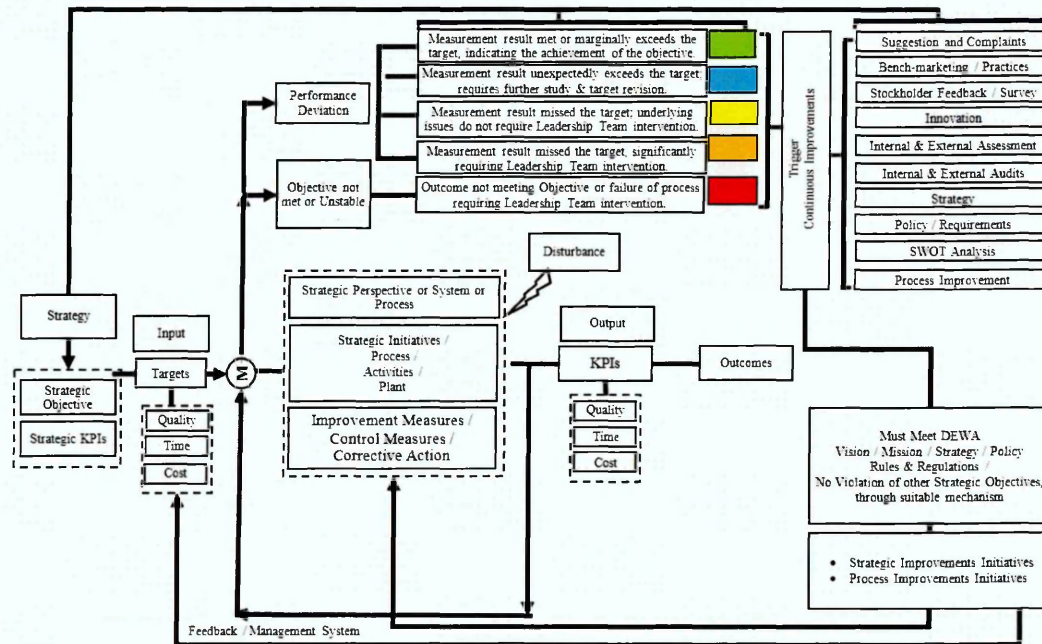 Measurement result met or marginally exceeds the
target, indicating the achievement of the objective.
Measurement result unexpectedly exceeds the target;
requires further study & target revision.
Measurement result missed the target; underlying
issues do not require Leadership Team intervention.
Measurement result missed the target, significantly
requiring Leadership Team intervention.
Outcome not meeting Objective or failure of process
requiring Leadership Team intervention.
Performance
Deviation
Objective not
met or Unstable
Trigger
Continuous Improvements
Suggestion and Complaints
Bench-marketing / Practices
Stockholder Feedback / Survey
Innovation
Internal & External Assessment
Internal & External Audits
Strategy
Policy / Requirements
SWOT Analysis
Process Improvement
Disturbance
Strategy
Strategic
Objective
Strategic KPIs
Input
Targets
Quality
Time
Cost
M
Strategic Perspective or System or
Process
Strategic Initiatives /
Process /
Activities /
Plant
Improvement Measures /
Control Measures /
Corrective Action
Output
KPIs
Quality
Time
Cost
Outcomes
Must Meet DEWA
Vision / Mission / Strategy / Policy
Rules & Regulations /
No Violation of other Strategic Objectives,
through suitable mechanism
• Strategic Improvements Initiatives
• Process Improvements Initiatives
Feedback / Management System